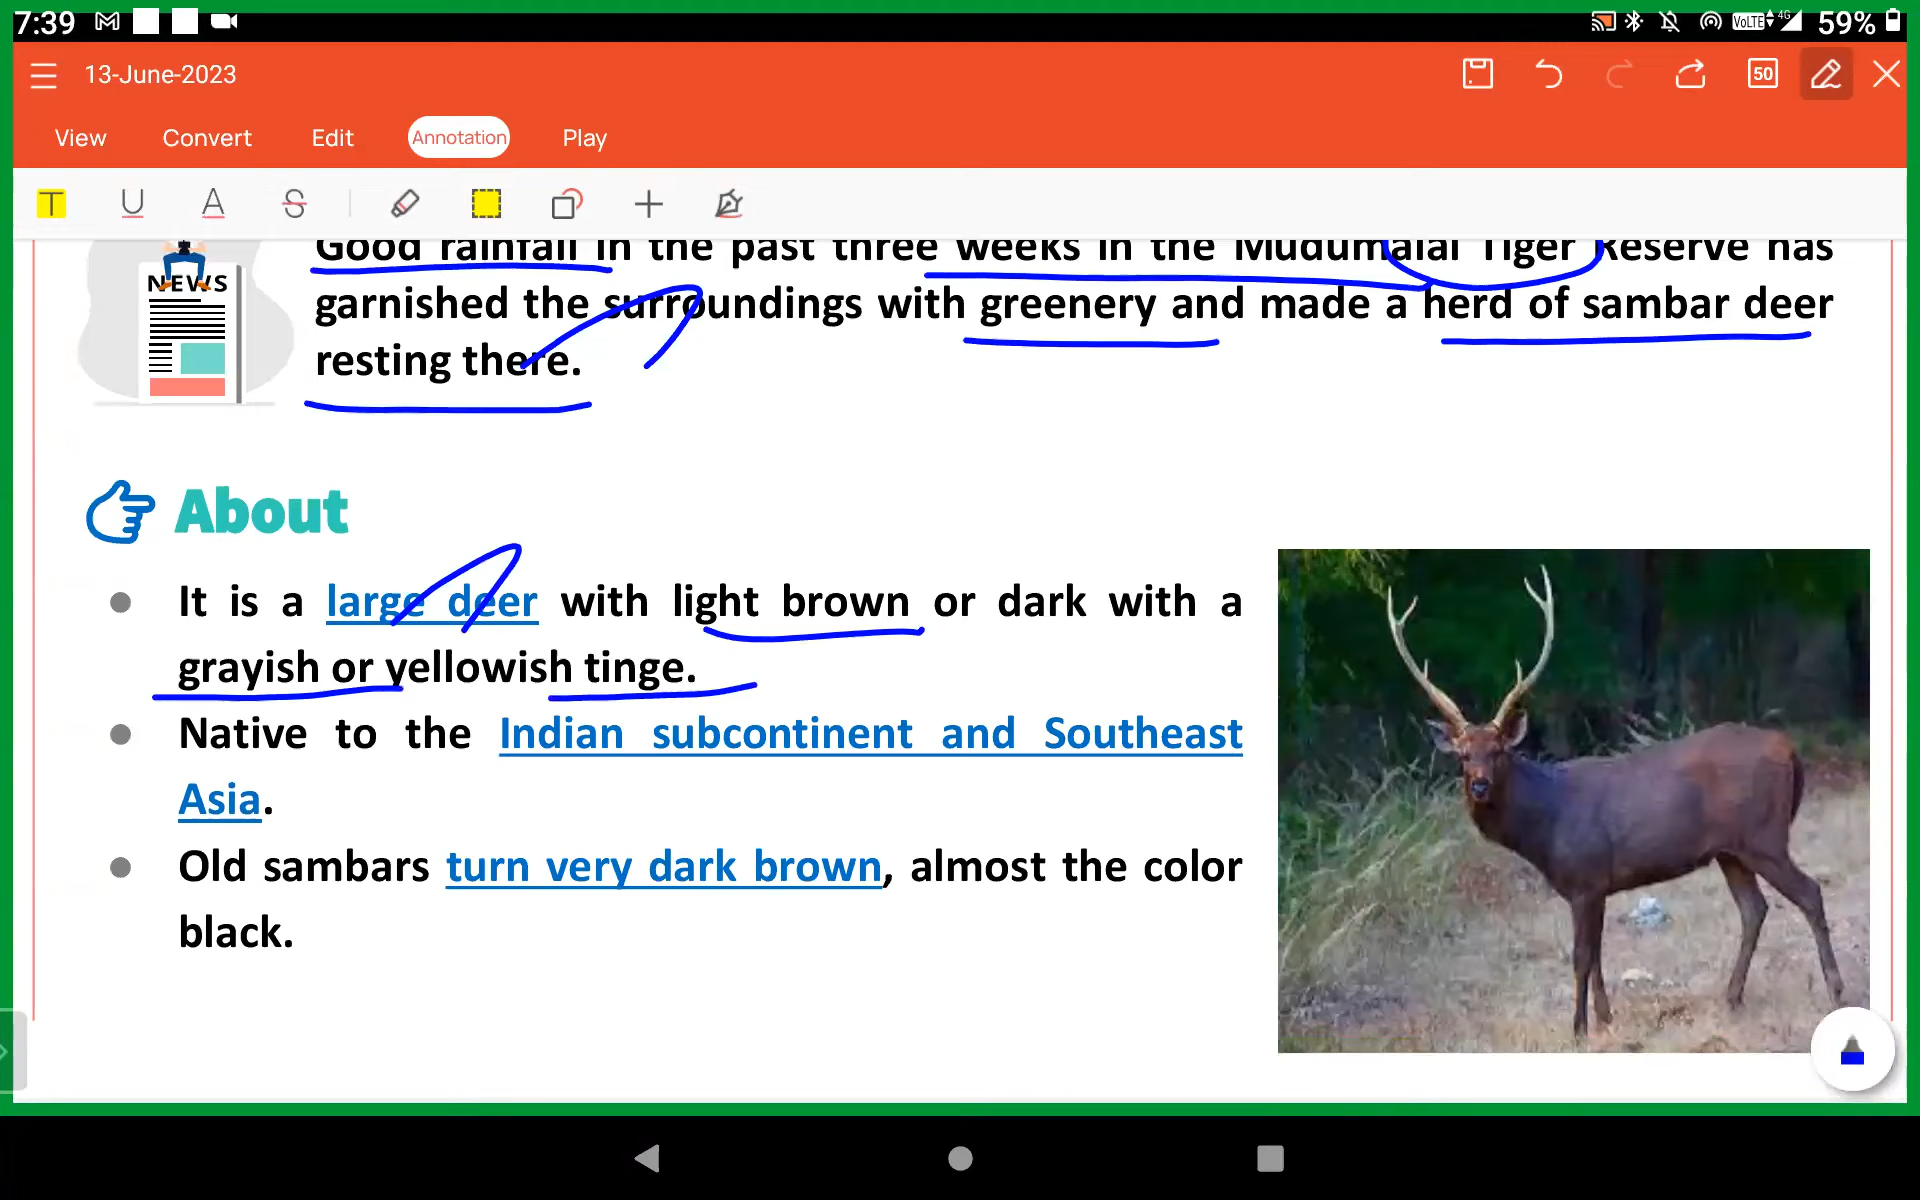 7:39
VoLTE 4G 59%
13-June-2023
50
View Convert Edit Annotation Play
T U A S
Good rainfall in the past three weeks in the Mudumalai Tiger Reserve has
NEWS
garnished the surroundings with greenery and made a herd of sambar deer
resting there.
About
It is a large deer with light brown or dark with a
grayish or yellowish tinge.
Native to the Indian subcontinent and Southeast
Asia.
Old sambars turn very dark brown, almost the color
black.